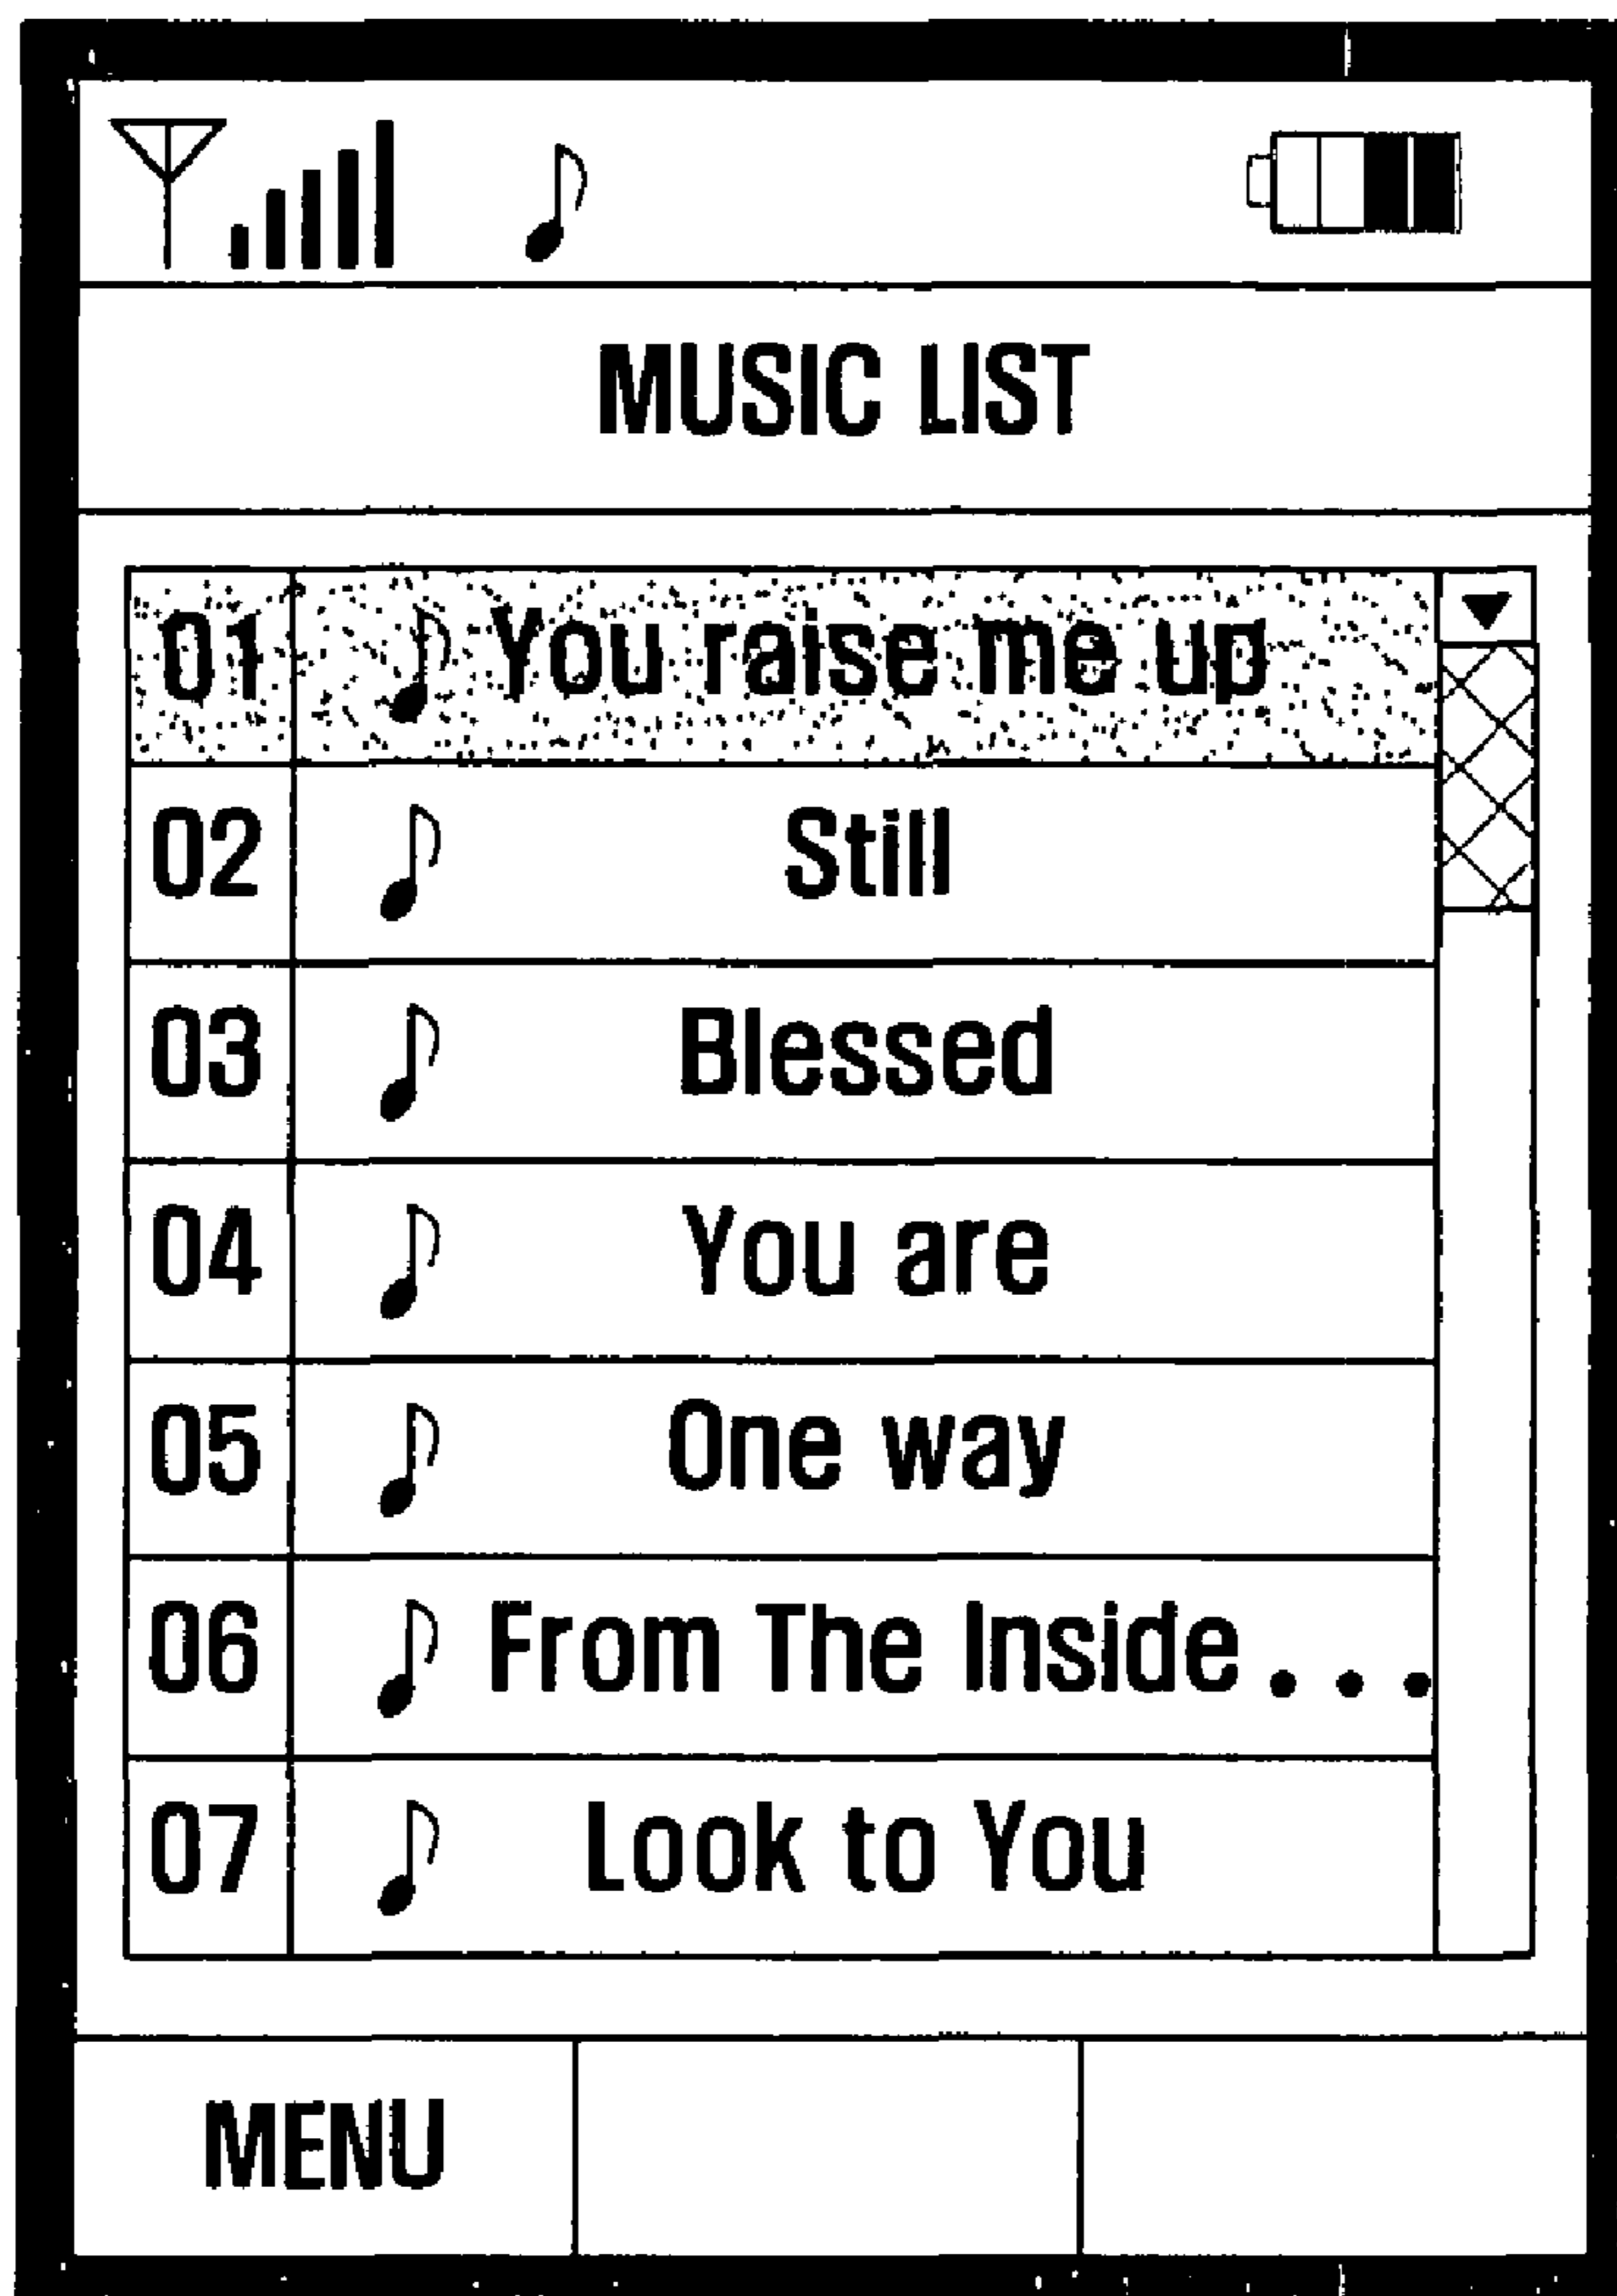 MUSIC LIST
01 You raise me up
02 Still
03 Blessed
04 You are
05 One way
06 From The Inside...
07 Look to You
MENU